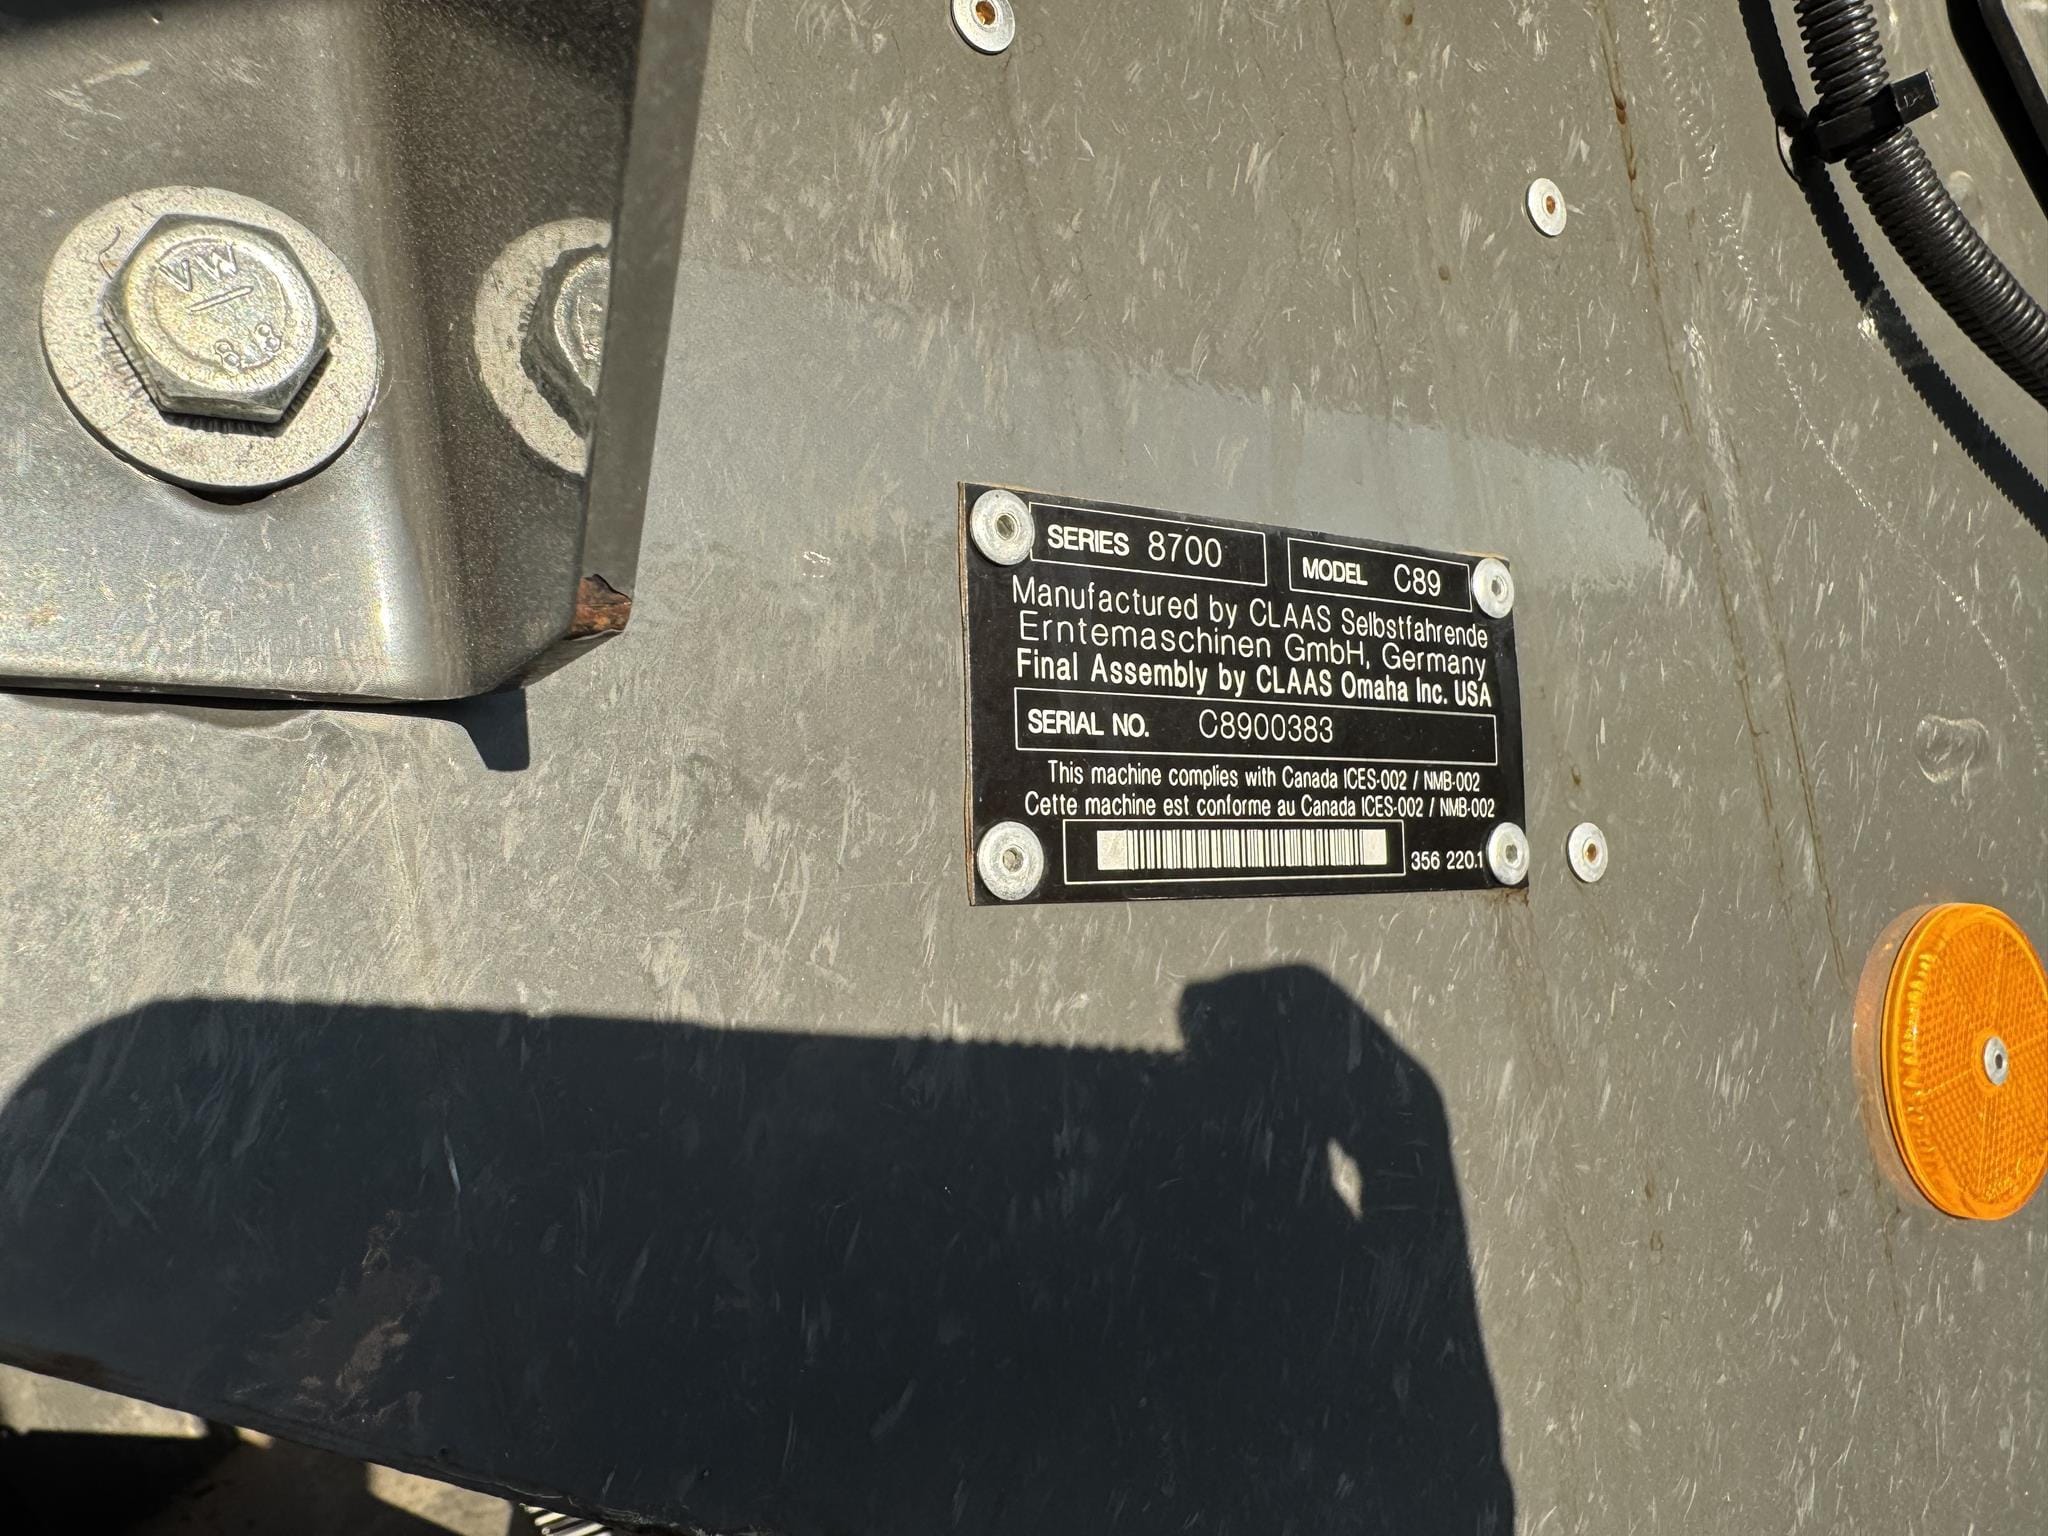 VW
8.8
SERIES 8700
MODEL C89
Manufactured by CLAAS Selbstfahrende
Erntemaschinen GmbH, Germany
Final Assembly by CLAAS Omaha Inc. USA
SERIAL NO. C8900383
This machine complies with Canada ICES-002 / NMB-002
Cette machine est conforme au Canada ICES-002 / NMB-002
356 220.1